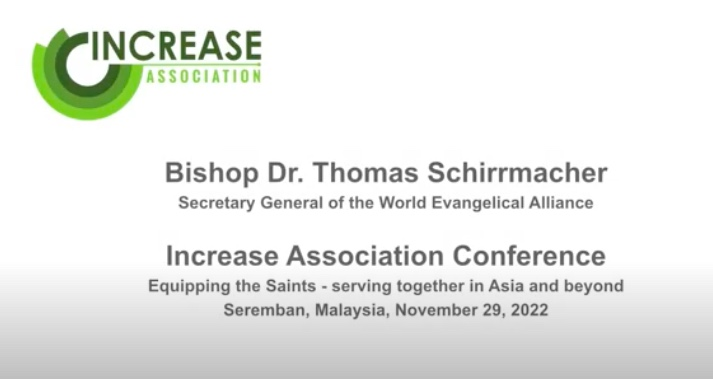 INCREASE
ASSOCIATION
Bishop Dr. Thomas Schirrmacher
Secretary General of the World Evangelical Alliance
Increase Association Conference
Equipping the Saints - serving together in Asia and beyond
Seremban, Malaysia, November 29, 2022